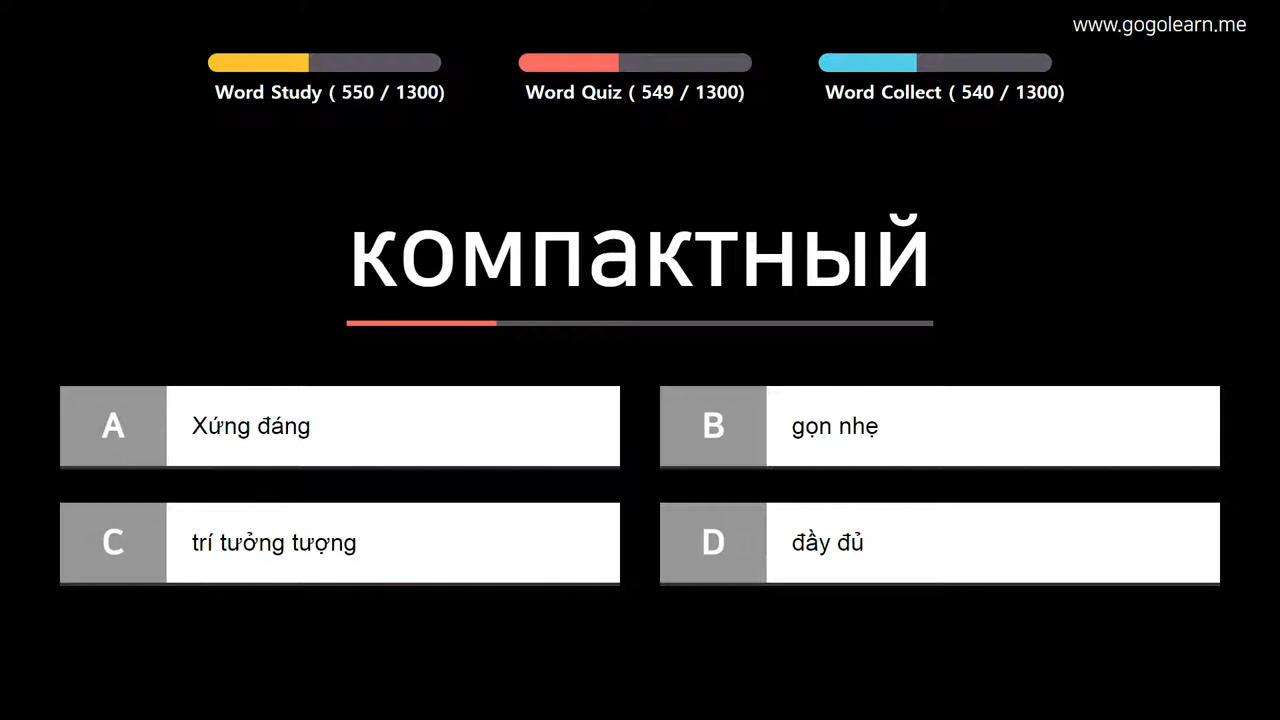 www.gogolearn.me
Word Study ( 550 / 1300)
Word Quiz ( 549 / 1300)
Word Collect ( 540 / 1300)
компактный
A Xứng đáng
B gọn nhẹ
C trí tưởng tượng
D đầy đủ